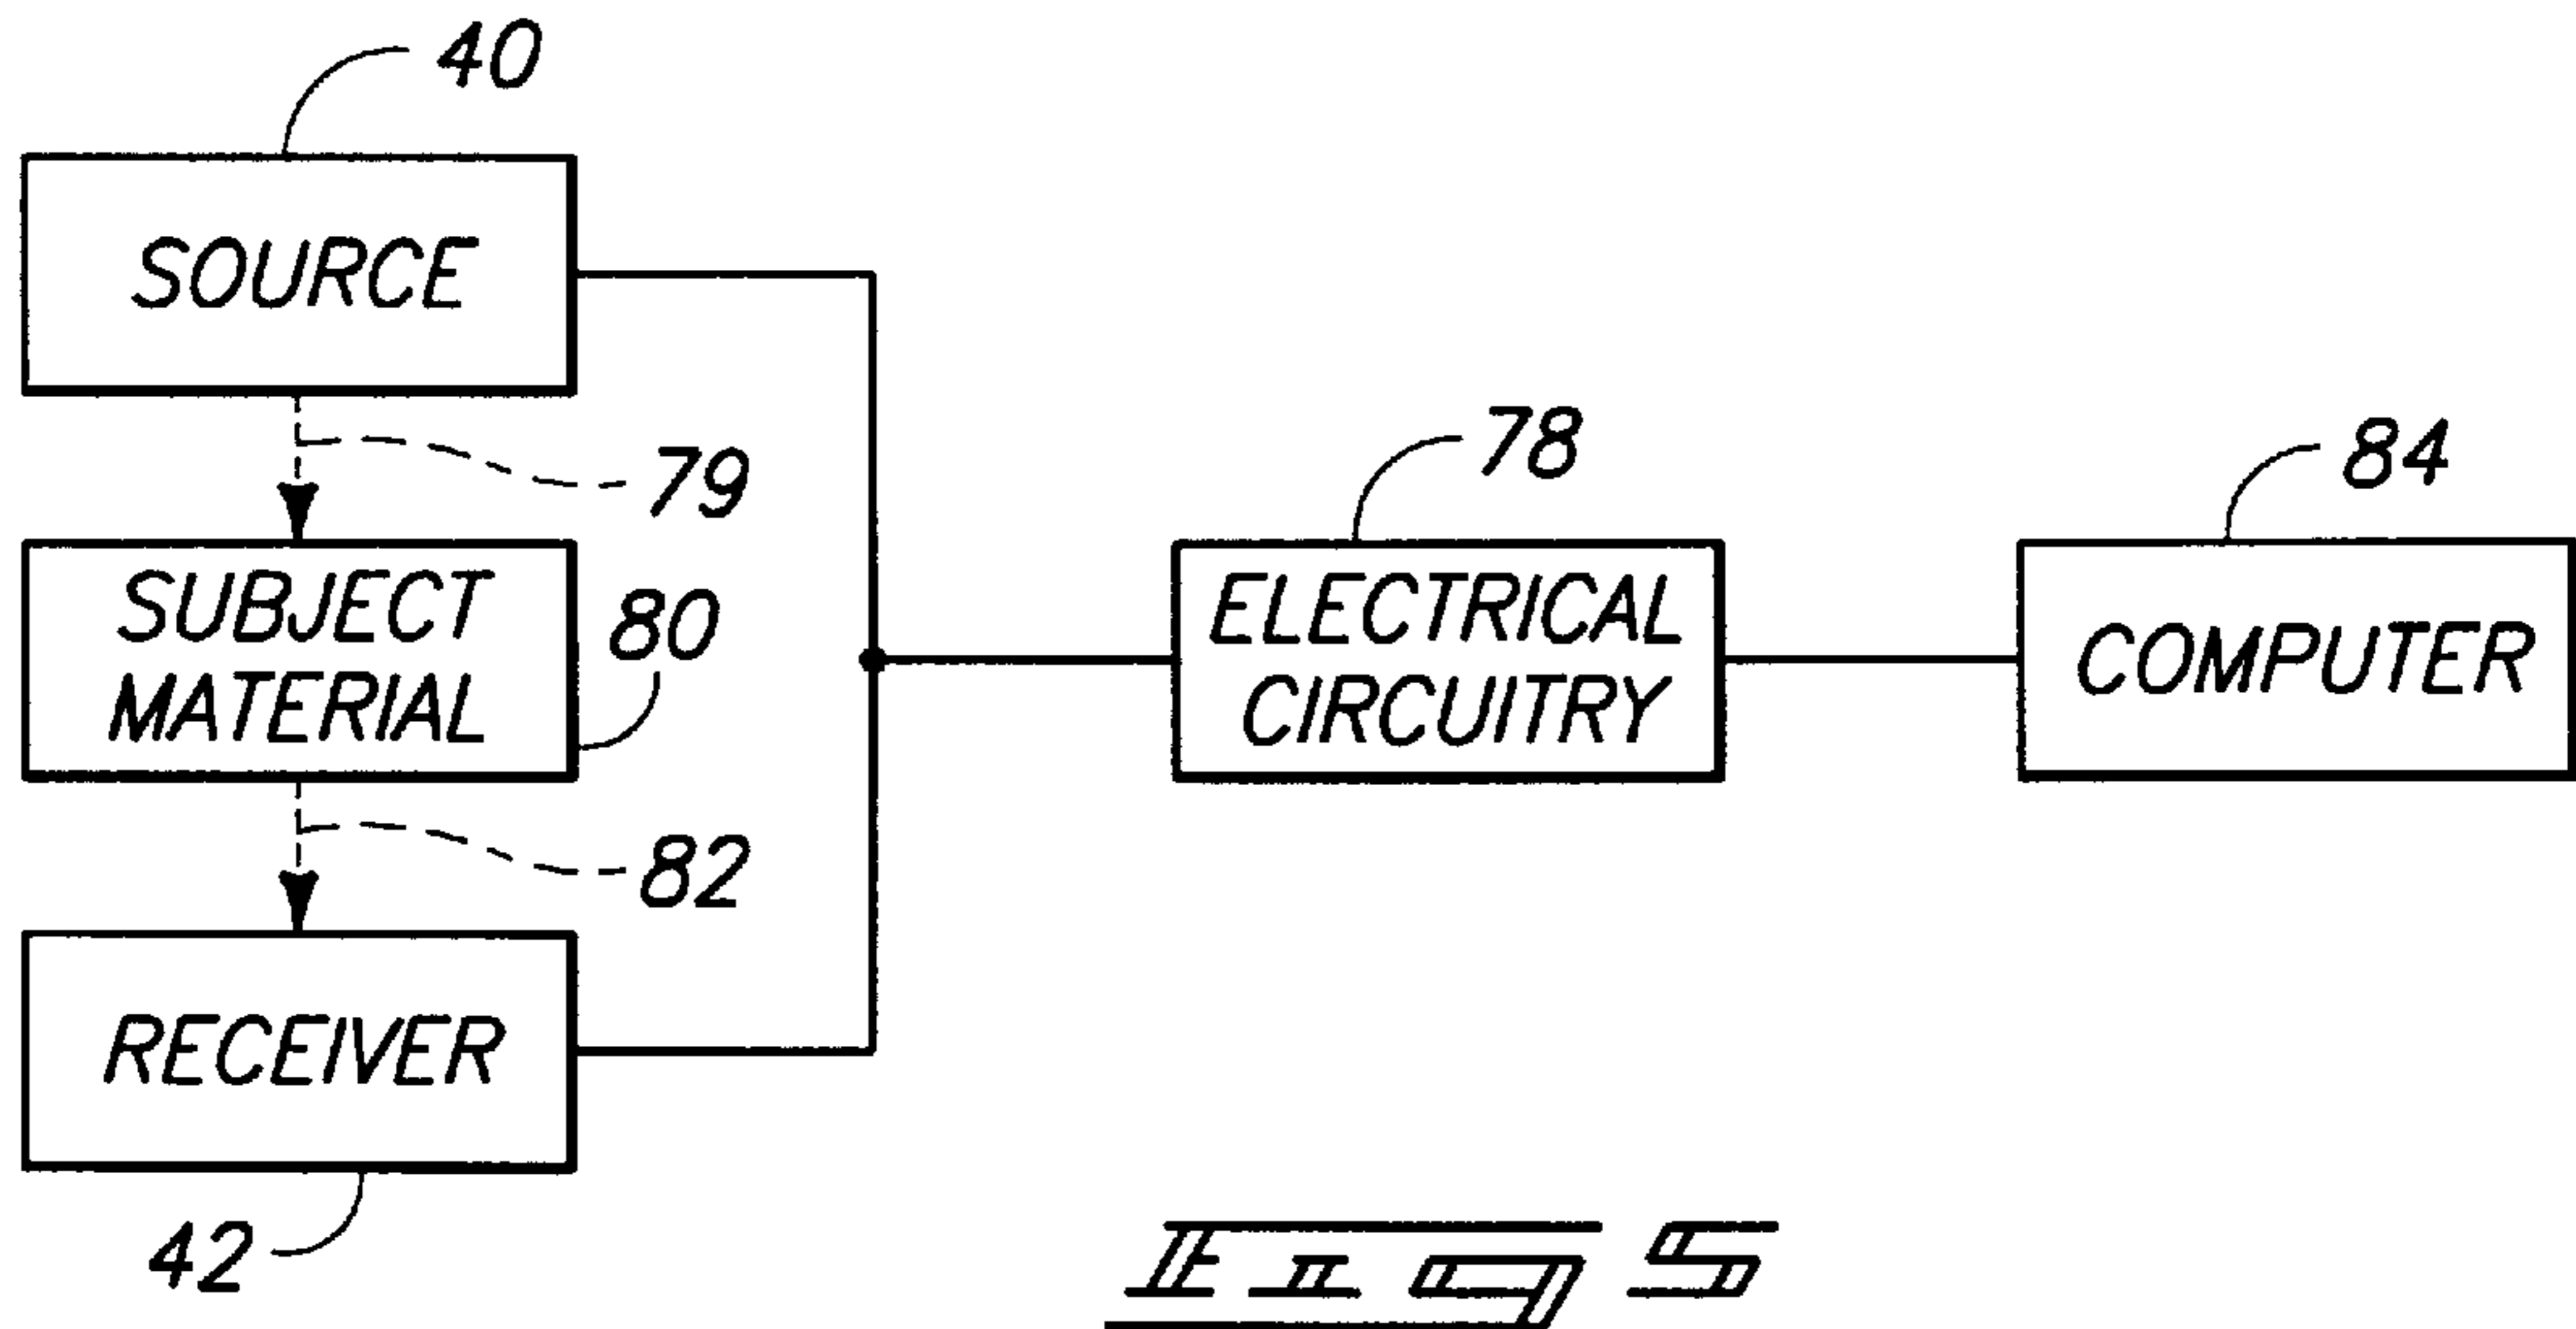 40
SOURCE
79
SUBJECT
MATERIAL
80
82
RECEIVER
42
78
ELECTRICAL
CIRCUITRY
84
COMPUTER
Fig 5